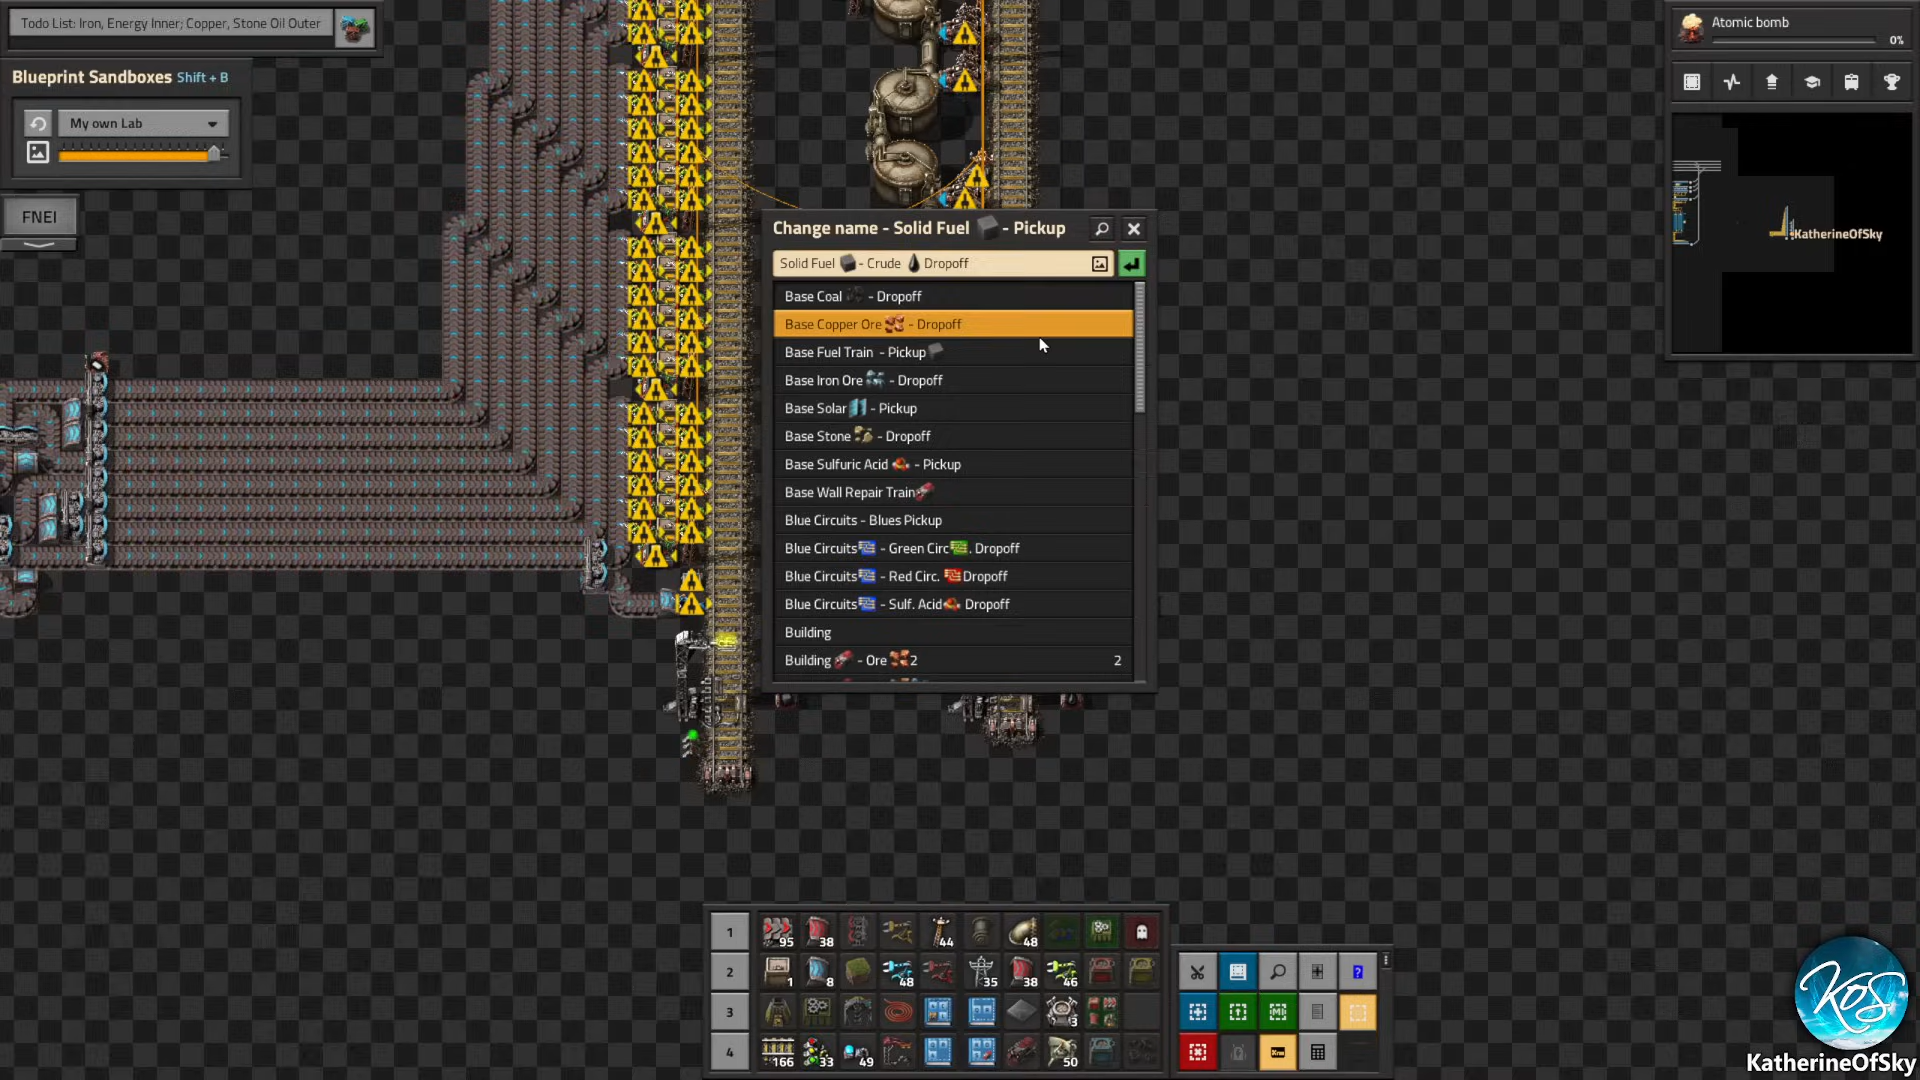 Todo List: Iron, Energy Inner; Copper, Stone Oil Outer
Blueprint Sandboxes Shift + B
My own Lab
FNEI
Atomic bomb
0%
KatherineOfSky
Change name - Solid Fuel - Pickup
Solid Fuel - Crude Dropoff
Base Coal - Dropoff
Base Copper Ore - Dropoff
Base Fuel Train - Pickup
Base Iron Ore - Dropoff
Base Solar - Pickup
Base Stone - Dropoff
Base Sulfuric Acid - Pickup
Base Wall Repair Train
Blue Circuits - Blues Pickup
Blue Circuits - Green Circ. Dropoff
Blue Circuits - Red Circ. Dropoff
Blue Circuits - Sulf. Acid Dropoff
Building
Building - Ore 2 2
1 95 38 44 48
2 1 8 48 35 38 46
3 3
4 166 33 49 50
?
KOS
KatherineOfSky